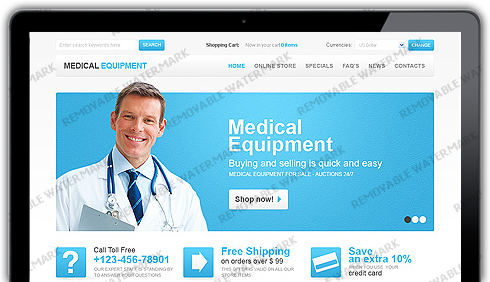 Enter search keywords here
SEARCH
Shopping Cart: Now in your cart 0 items
Currencies: US Dollar
CHANGE
MEDICAL EQUIPMENT
HOME ONLINE STORE SPECIALS FAQ'S NEWS CONTACTS
Medical
Equipment
Buying and selling is quick and easy
MEDICAL EQUIPMENT FOR SALE - AUCTIONS 24/7
Shop now!
?
Call Toll Free
+123-456-78901
OUR EXPERT STAFF IS STANDING BY
TO ANSWER YOUR QUESTIONS
Free Shipping
on orders over $ 99
THIS OFFER IS VALID ON ALL OUR
STORE ITEMS
Save
an extra 10%
WHEN YOU USE YOUR
credit card
REMOVABLE WATERMARK